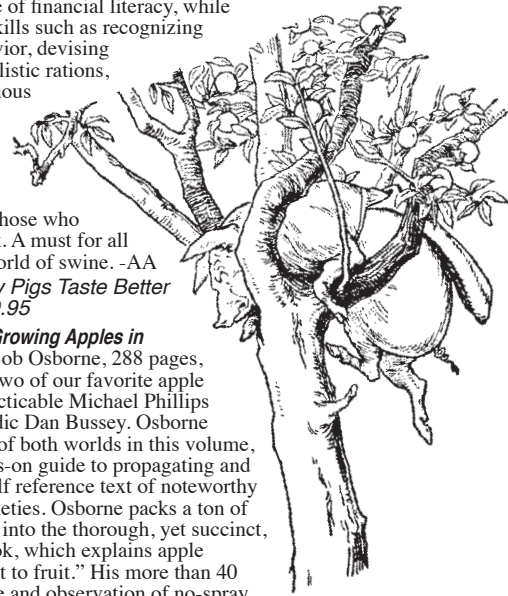 e of financial literacy, while
kills such as recognizing
vior, devising
listic rations,
ious
hose who
. A must for all
orld of swine. -AA
y Pigs Taste Better
.95
Growing Apples in
ob Osborne, 288 pages,
wo of our favorite apple
cticable Michael Phillips
dic Dan Bussey. Osborne
of both worlds in this volume,
s-on guide to propagating and
lf reference text of noteworthy
ieties. Osborne packs a ton of
into the thorough, yet succinct,
ok, which explains apple
t to fruit.” His more than 40
e and observation of no-spray